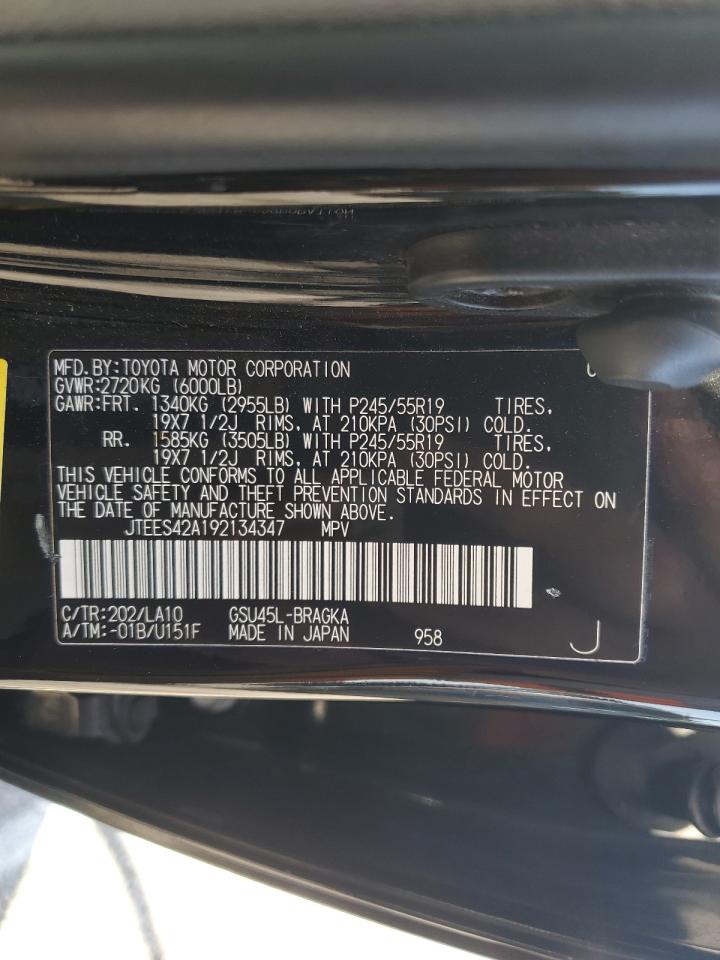 MFD.BY:TOYOTA MOTOR CORPORATION
GVWR:2720KG (6000LB)
GAWR:FRT. 1340KG (2955LB) WITH P245/55R19 TIRES,
19X7 1/2J RIMS, AT 210KPA (30PSI) COLD.
RR. 1585KG (3505LB) WITH P245/55R19 TIRES,
19X7 1/2J RIMS, AT 210KPA (30PSI) COLD.
THIS VEHICLE CONFORMS TO ALL APPLICABLE FEDERAL MOTOR
VEHICLE SAFETY AND THEFT PREVENTION STANDARDS IN EFFECT ON
THE DATE OF MANUFACTURE SHOWN ABOVE.
JTEES42A192134347 MPV
C/TR:202/LA10 GSU45L-BRAGKA
A/TM:-01B/U151F MADE IN JAPAN 958 J